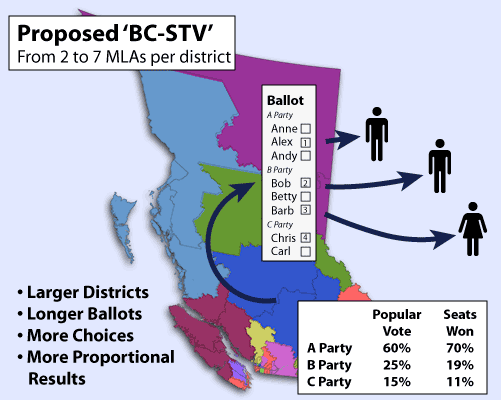 Proposed 'BC-STV'
From 2 to 7 MLAs per district
Ballot
A Party
Anne
Alex 1
Andy
B Party
Bob 2
Betty
Barb 3
C Party
Chris 4
Carl
• Larger Districts
• Longer Ballots
• More Choices
• More Proportional
Results
Popular Seats
Vote Won
A Party 60% 70%
B Party 25% 19%
C Party 15% 11%